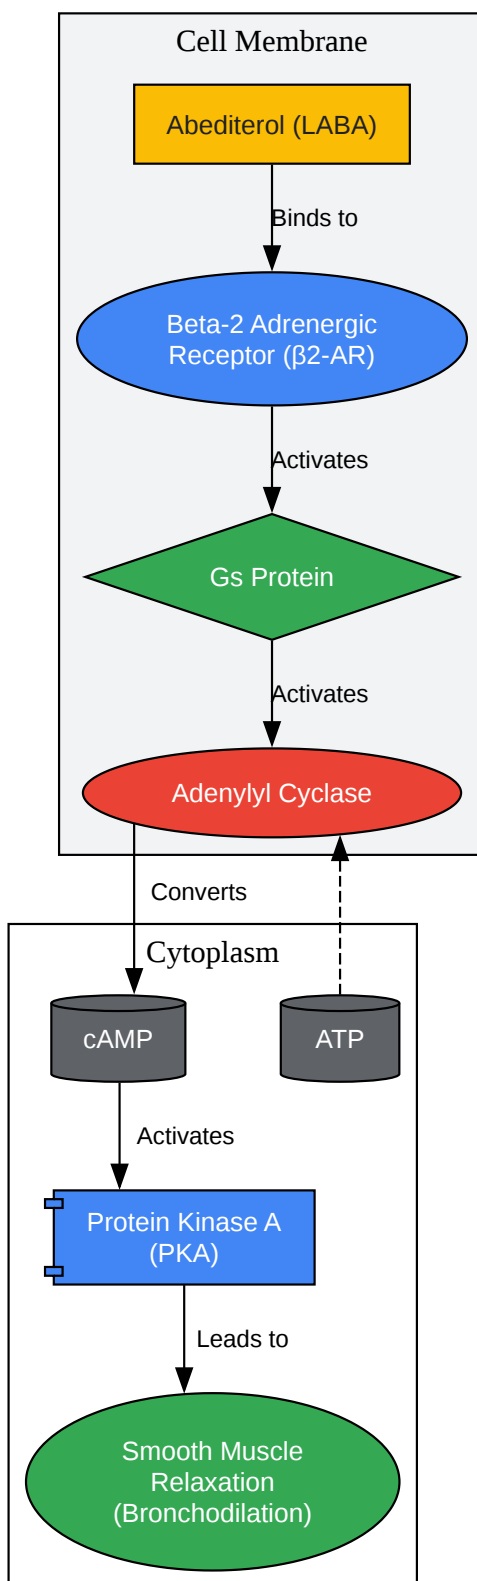 Cell Membrane
Abediterol (LABA)
Binds to
Beta-2 Adrenergic
Receptor (β2-AR)
Activates
Gs Protein
Activates
Adenylyl Cyclase
Converts
Cytoplasm
cAMP
ATP
Activates
Protein Kinase A
(PKA)
Leads to
Smooth Muscle
Relaxation
(Bronchodilation)